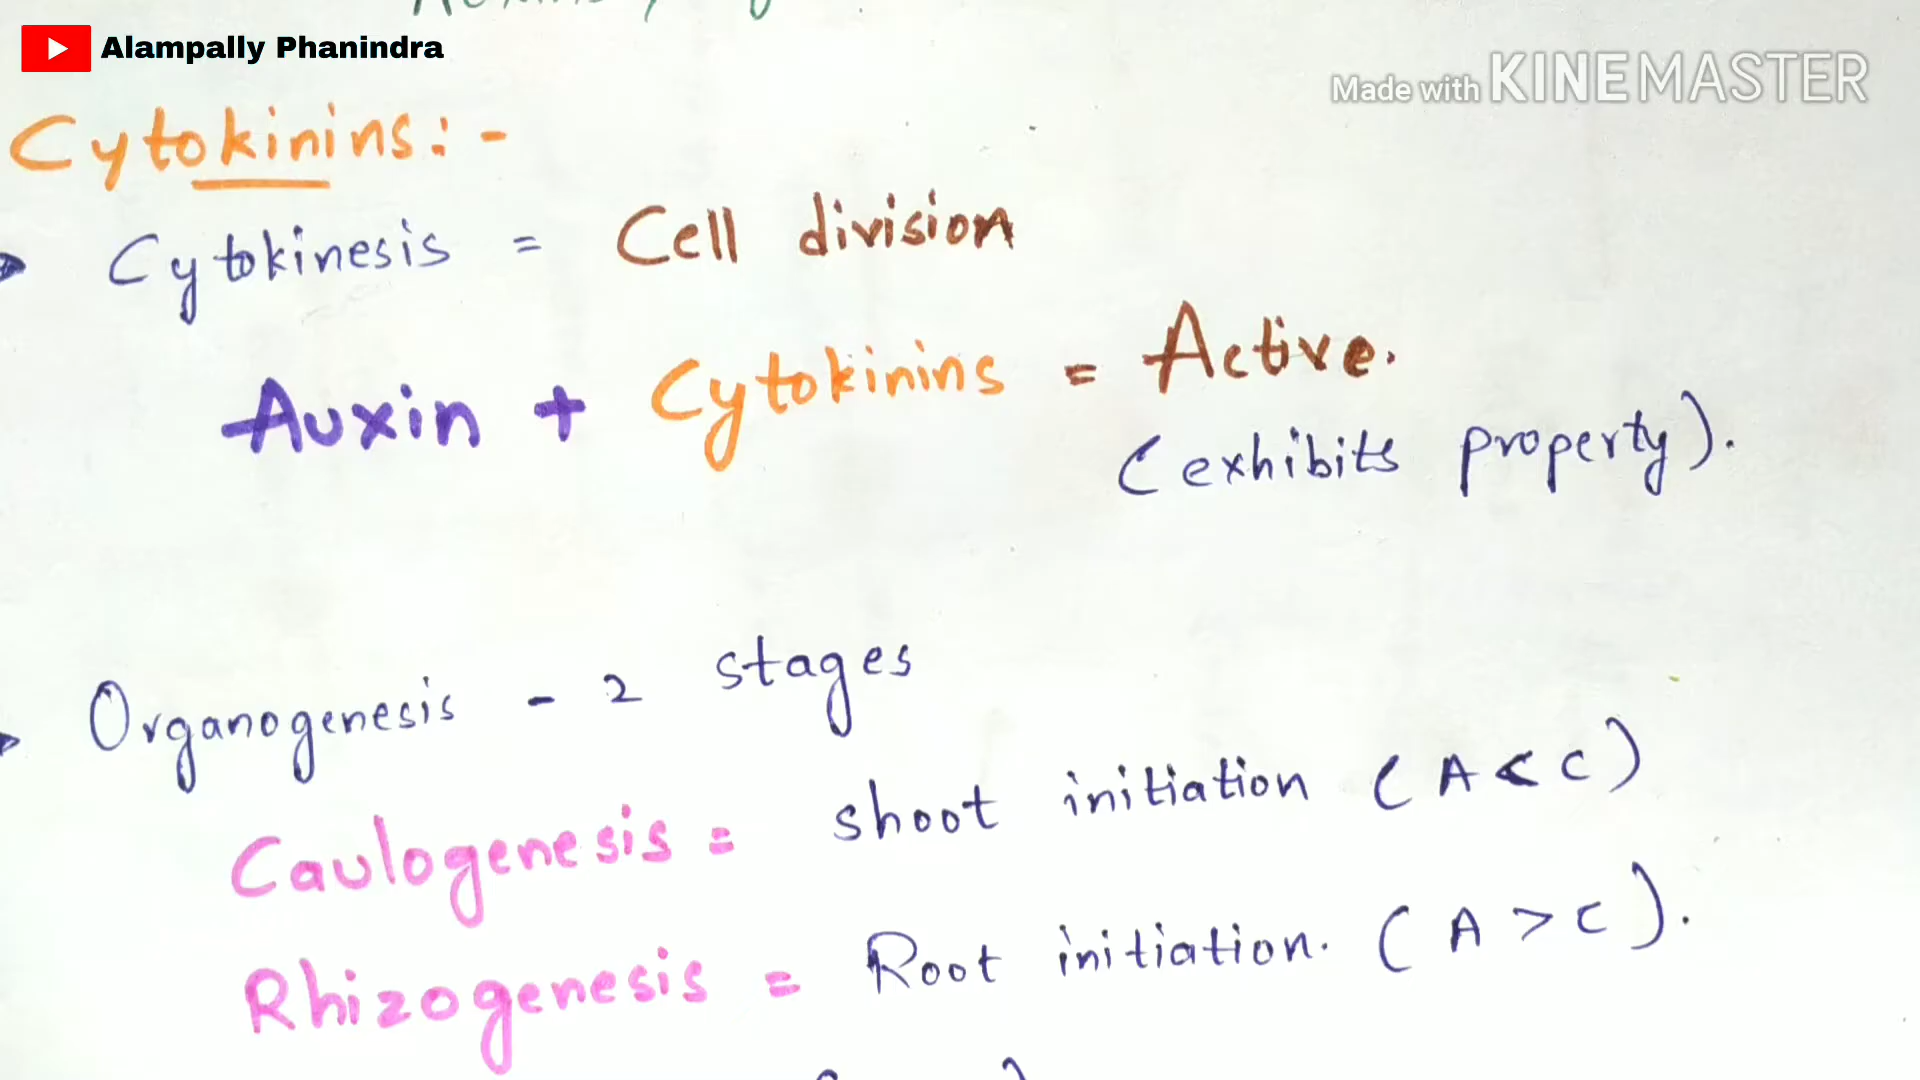 Alampally Phanindra
Made with KINEMASTER
Cytokinins:-
Cytokinesis = Cell division
Auxin + Cytokinins = Active.
(exhibits property).
Organogenesis - 2 stages
Caulogenesis = shoot initiation (A < C)
Rhizogenesis = Root initiation. (A > C).